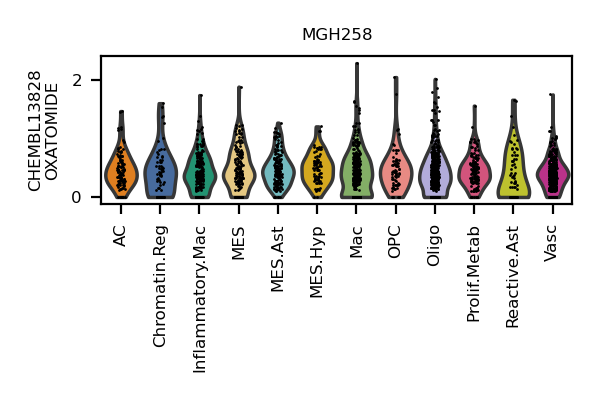 MGH258
CHEMBL13828
OXATOMIDE
2
0
AC
Chromatin.Reg
Inflammatory.Mac
MES
MES.Ast
MES.Hyp
Mac
OPC
Oligo
Prolif.Metab
Reactive.Ast
Vasc